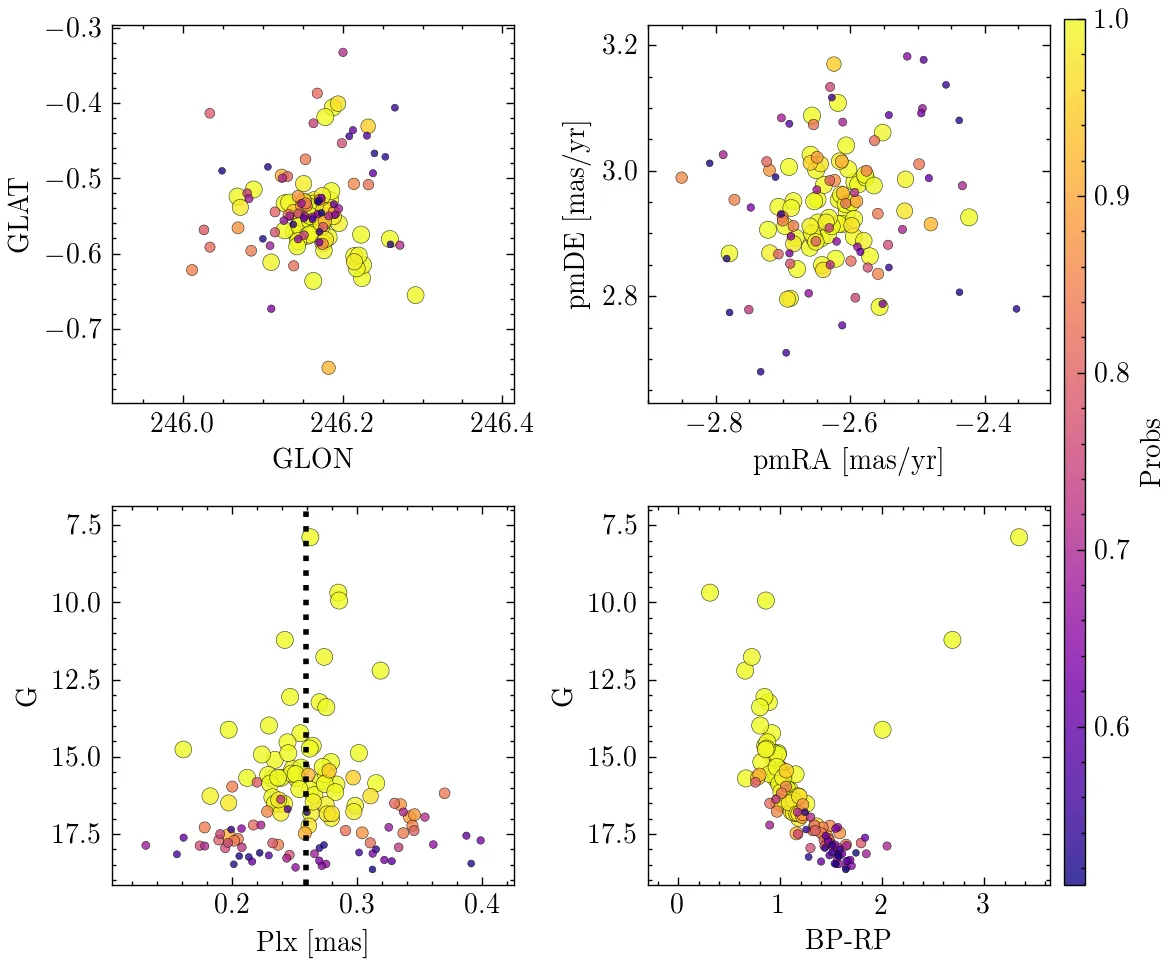 −0.3
−0.4
−0.5
−0.6
−0.7
GLAT
246.0 246.2 246.4
GLON
3.2
3.0
2.8
pmDE [mas/yr]
−2.8 −2.6 −2.4
pmRA [mas/yr]
7.5
10.0
12.5
15.0
17.5
G
0.2 0.3 0.4
Plx [mas]
7.5
10.0
12.5
15.0
17.5
G
0 1 2 3
BP-RP
1.0
0.9
0.8
0.7
0.6
Probs